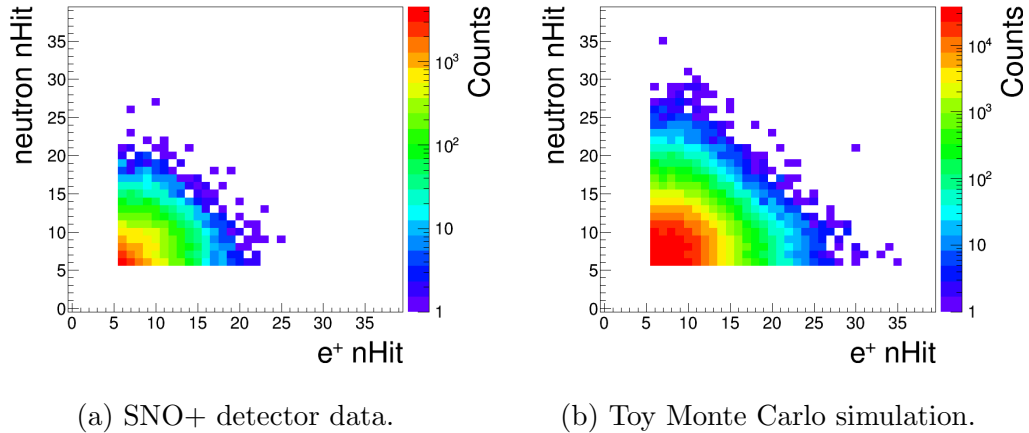 neutron nHit
40
35
30
25
20
15
10
5
0
0 5 10 15 20 25 30 35
e⁺ nHit
Counts
10³
10²
10
1
neutron nHit
35
30
25
20
15
10
5
0
0 5 10 15 20 25 30 35
e⁺ nHit
Counts
10⁴
10³
10²
10
1
(a) SNO+ detector data.
(b) Toy Monte Carlo simulation.